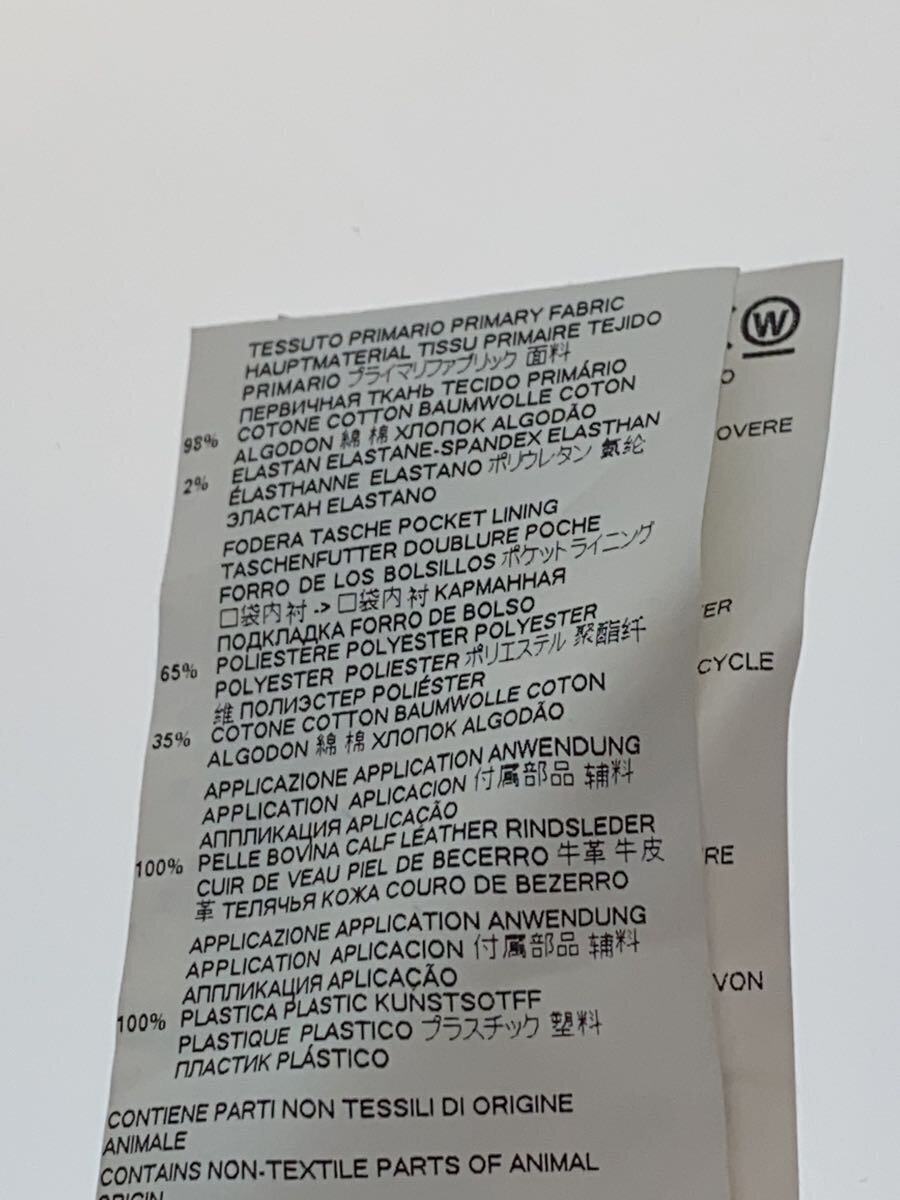 TESSUTO PRIMARIO PRIMARY FABRIC
HAUPTMATERIAL TISSU PRIMAIRE TEJIDO
PRIMARIO プライマリファブリック 面料
ПЕРВИЧНАЯ ТКАНЬ TECIDO PRIMÁRIO
98% COTONE COTTON BAUMWOLLE COTON
ALGODON 綿 棉 ХЛОПОК ALGODÃO
2% ELASTAN ELASTANE-SPANDEX ELASTHAN
ÉLASTHANNE ELASTANO ポリウレタン 氨纶
ЭЛАСТАН ELASTANO
FODERA TASCHE POCKET LINING
TASCHENFUTTER DOUBLURE POCHE
FORRO DE LOS BOLSILLOS ポケットライニング
口袋内衬 -> 口袋内衬 КАРМАННАЯ
ПОДКЛАДКА FORRO DE BOLSO
65% POLIESTERE POLYESTER POLYESTER
POLYESTER POLIESTER ポリエステル 聚酯纤
维 ПОЛИЭСТЕР POLIÉSTER
35% COTONE COTTON BAUMWOLLE COTON
ALGODON 綿 棉 ХЛОПОК ALGODÃO
APPLICAZIONE APPLICATION ANWENDUNG
APPLICATION APLICACION 付属部品 辅料
АППЛИКАЦИЯ APLICAÇÃO
100% PELLE BOVINA CALF LEATHER RINDSLEDER
CUIR DE VEAU PIEL DE BECERRO 牛革 牛皮
革 ТЕЛЯЧЬЯ КОЖА COURO DE BEZERRO
APPLICAZIONE APPLICATION ANWENDUNG
APPLICATION APLICACION 付属部品 辅料
АППЛИКАЦИЯ APLICAÇÃO
100% PLASTICA PLASTIC KUNSTSOTFF
PLASTIQUE PLASTICO プラスチック 塑料
ПЛАСТИК PLÁSTICO
CONTIENE PARTI NON TESSILI DI ORIGINE
ANIMALE
CONTAINS NON-TEXTILE PARTS OF ANIMAL
ORIGIN
W
O
OVERE
ER
CYCLE
RE
VON